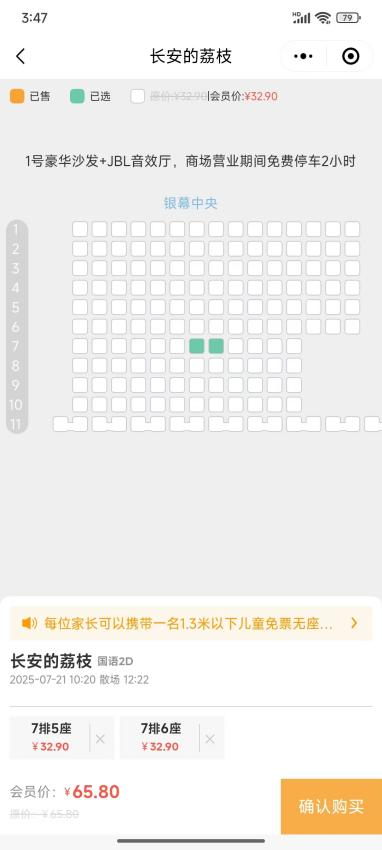 3:47
HD
79
长安的荔枝
已售
已选
原价:¥32.90|会员价:¥32.90
1号豪华沙发+JBL音效厅，商场营业期间免费停车2小时
银幕中央
1
2
3
4
5
6
7
8
9
10
11
每位家长可以携带一名1.3米以下儿童免票无座...
长安的荔枝 国语2D
2025-07-21 10:20 散场 12:22
7排5座
¥32.90
7排6座
¥32.90
会员价: ¥65.80
原价: ¥65.80
确认购买